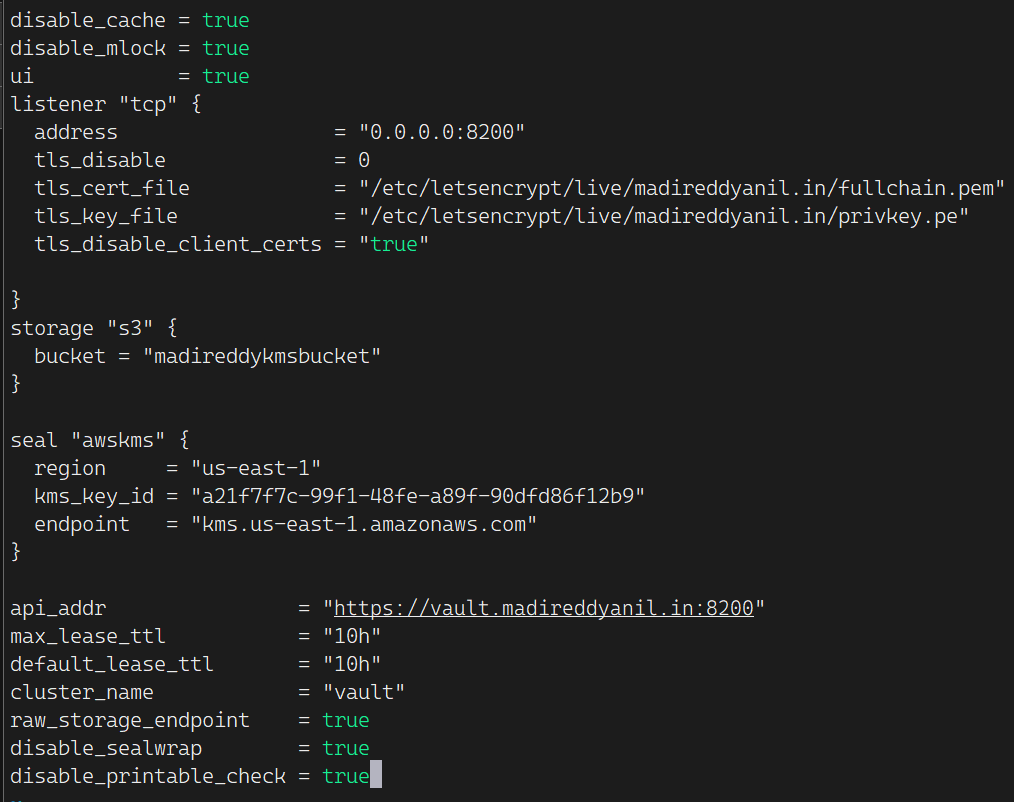 disable_cache = true
disable_mlock = true
ui            = true
listener "tcp" {
  address                  = "0.0.0.0:8200"
  tls_disable              = 0
  tls_cert_file            = "/etc/letsencrypt/live/madireddyanil.in/fullchain.pem"
  tls_key_file             = "/etc/letsencrypt/live/madireddyanil.in/privkey.pe"
  tls_disable_client_certs = "true"

}
storage "s3" {
  bucket = "madireddykmsbucket"
}

seal "awskms" {
  region     = "us-east-1"
  kms_key_id = "a21f7f7c-99f1-48fe-a89f-90dfd86f12b9"
  endpoint   = "kms.us-east-1.amazonaws.com"
}

api_addr                = "https://vault.madireddyanil.in:8200"
max_lease_ttl           = "10h"
default_lease_ttl       = "10h"
cluster_name            = "vault"
raw_storage_endpoint    = true
disable_sealwrap        = true
disable_printable_check = true